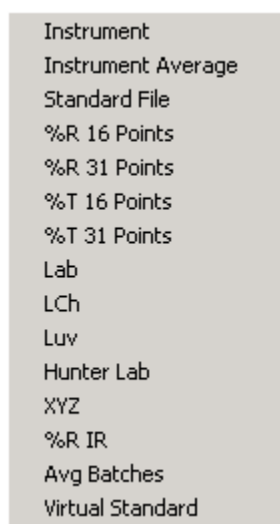 Instrument
Instrument Average
Standard File
%R 16 Points
%R 31 Points
%T 16 Points
%T 31 Points
Lab
LCh
Luv
Hunter Lab
XYZ
%R IR
Avg Batches
Virtual Standard